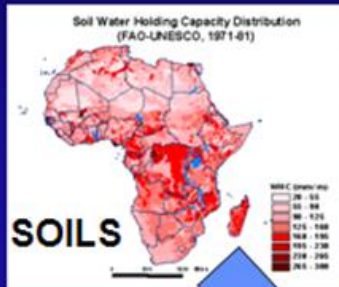 Soil Water Holding Capacity Distribution
(FAO-UNESCO, 1971-81)
WHC (mm/m)
20 - 55
55 - 90
90 - 125
125 - 160
160 - 195
195 - 230
230 - 265
265 - 300
SOILS